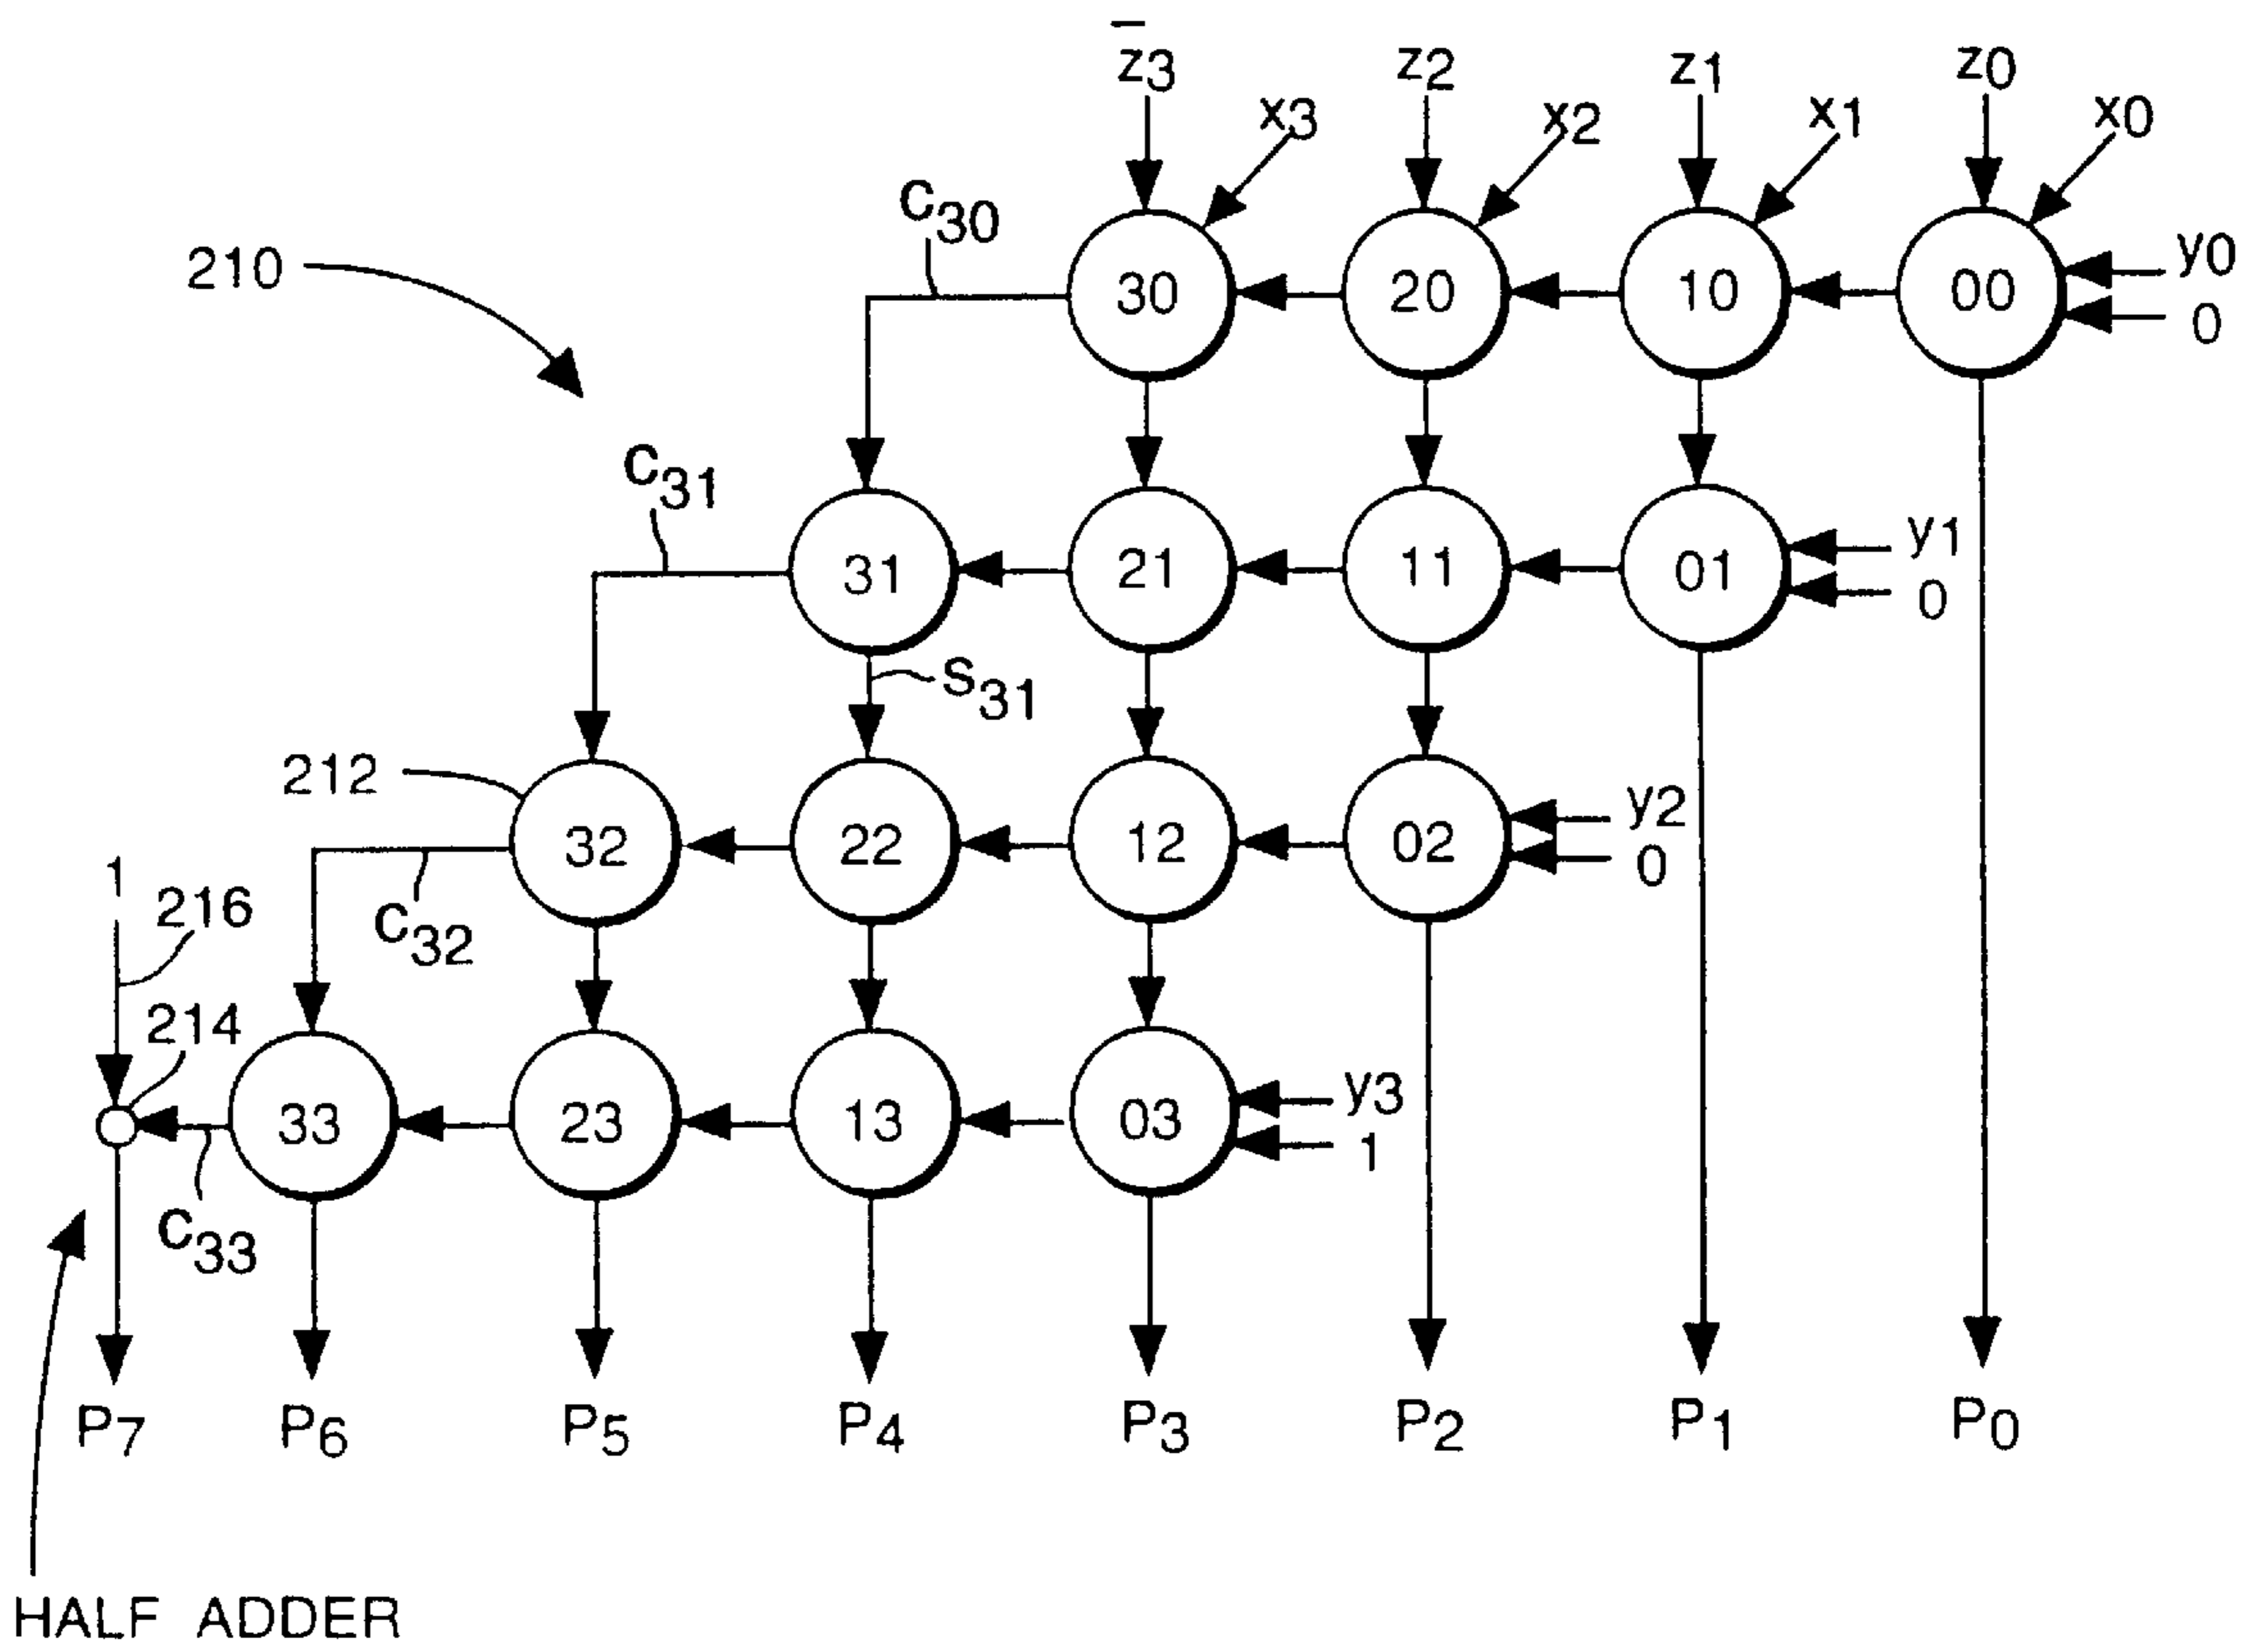 z̅3 z2 z1 z0
x3 x2 x1 x0
c30
210
30 20 10 00 y0
0
c31
31 21 11 01 y1
0
s31
212
32 22 12 02 y2
0
1
216
c32
214
33 23 13 03 y3
1
c33
P7 P6 P5 P4 P3 P2 P1 P0
HALF ADDER